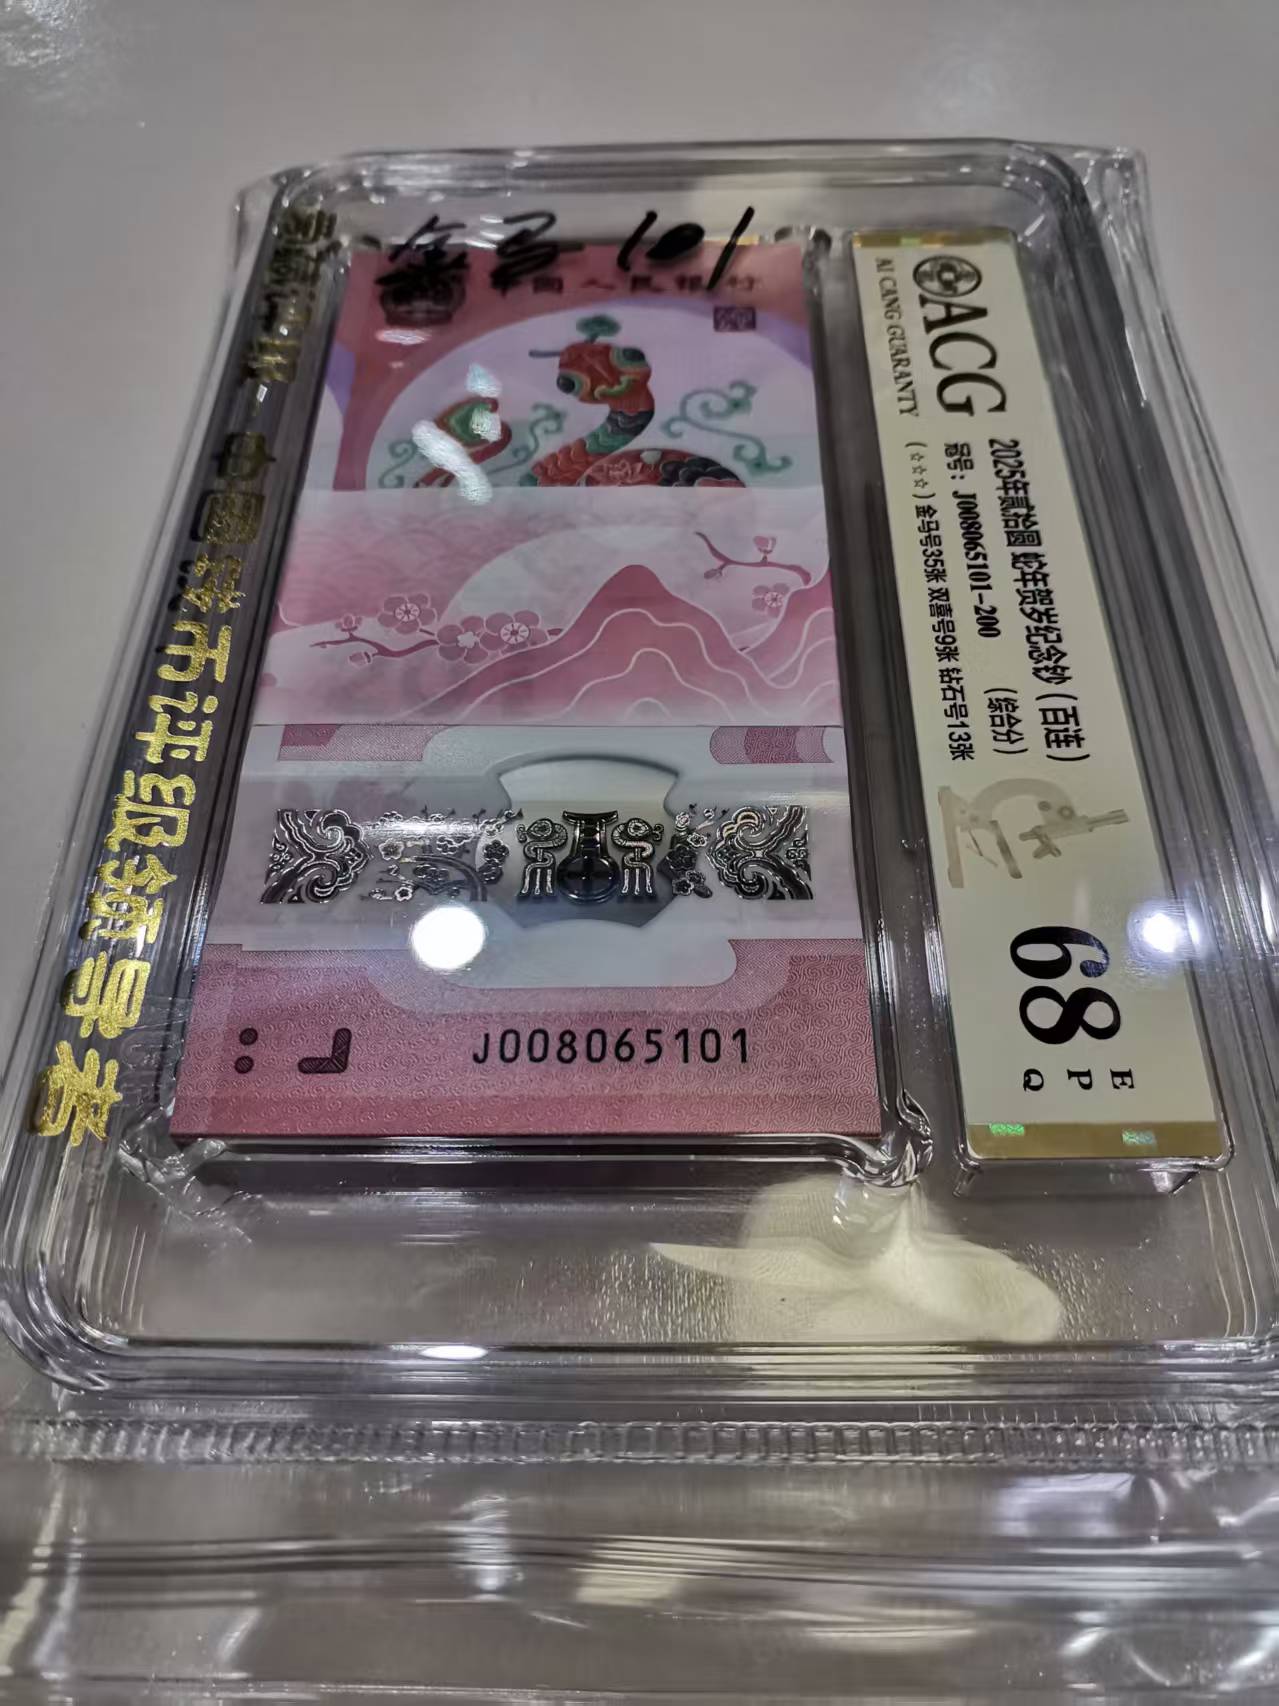 金马 101
中国人民银行
J008065101
ACG
AI CANG GUARANTY
2025年贰拾圆 蛇年贺岁纪念钞（百连）
冠号：J008065101-200 （综合分）
（☆☆☆）金马号35张 双喜号9张 钻石号13张
68
E
P
Q
中國钱币评级领导者